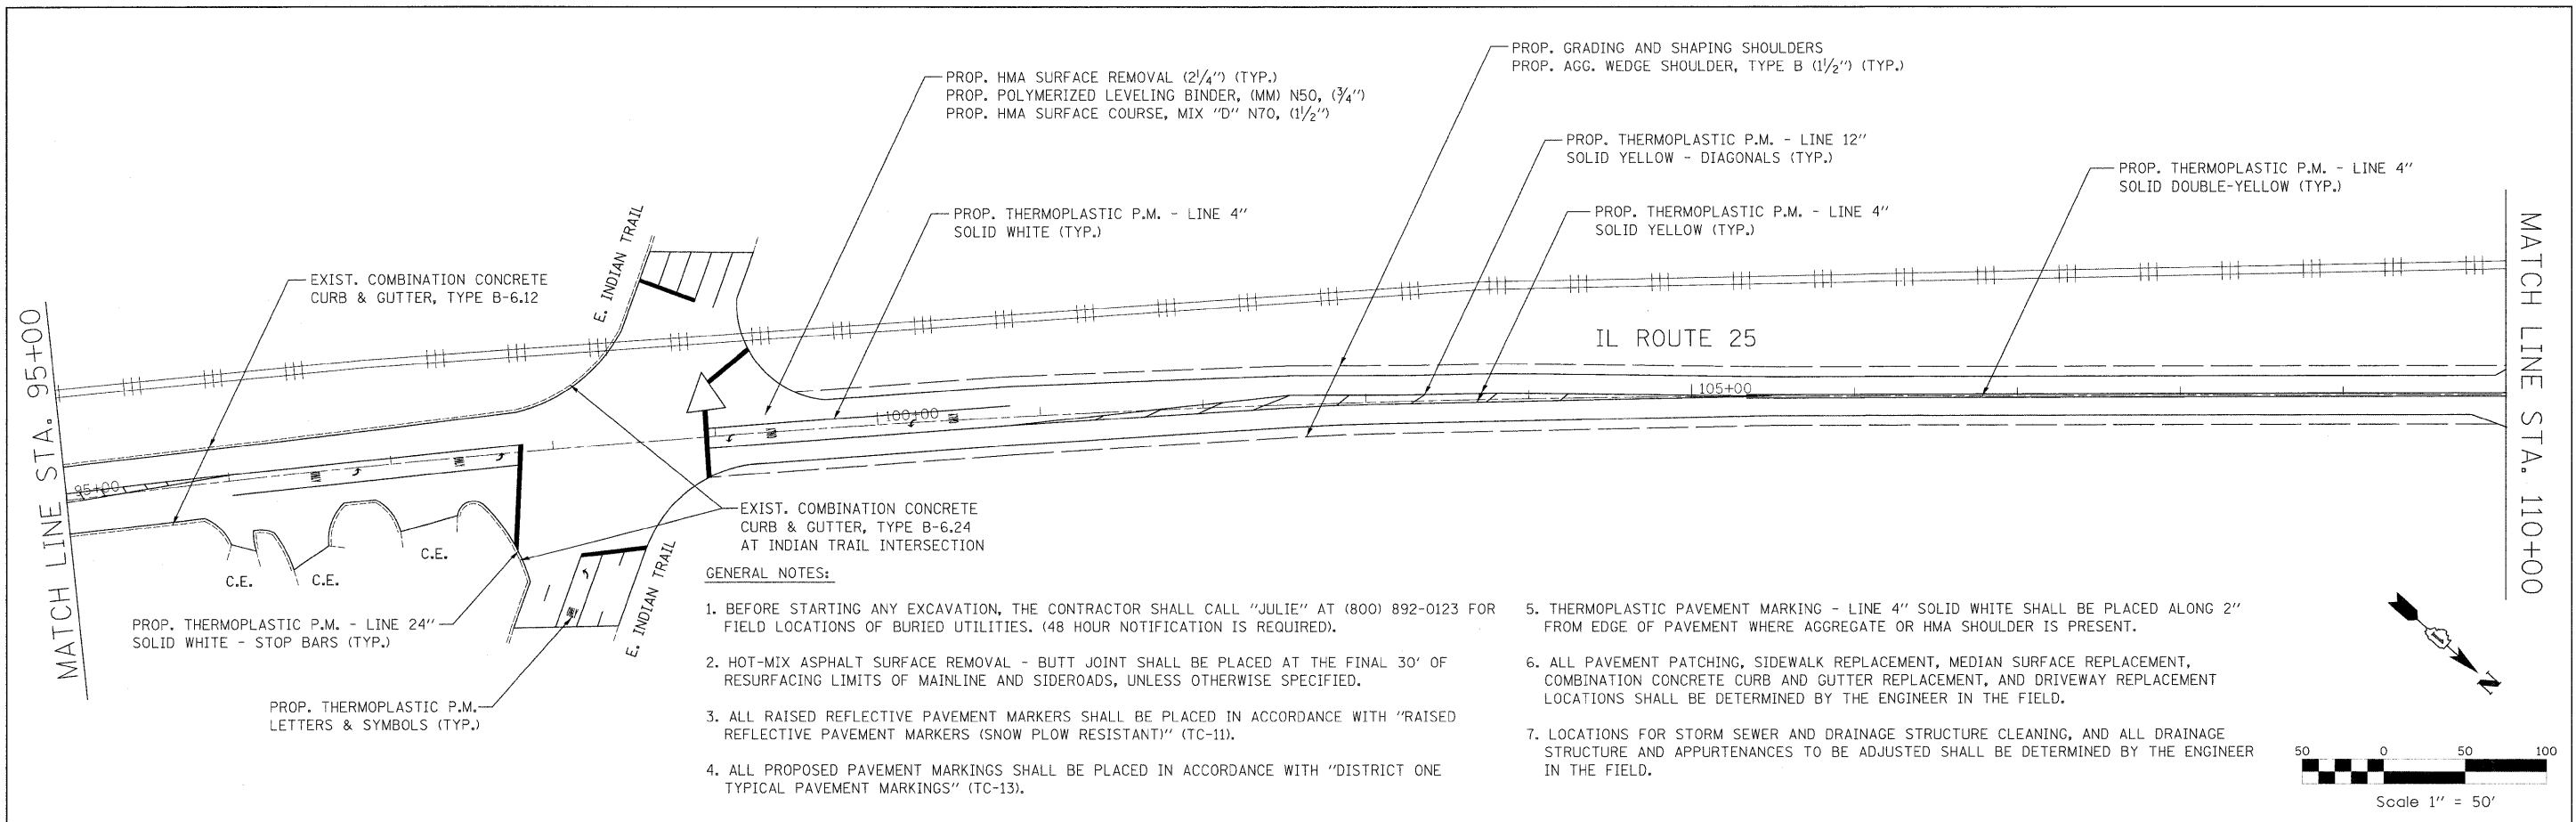 PROP. GRADING AND SHAPING SHOULDERS
PROP. AGG. WEDGE SHOULDER, TYPE B (1 1/2") (TYP.)
PROP. HMA SURFACE REMOVAL (2 1/4") (TYP.)
PROP. POLYMERIZED LEVELING BINDER, (MM) N50, (3/4")
PROP. HMA SURFACE COURSE, MIX "D" N70, (1 1/2")
PROP. THERMOPLASTIC P.M. - LINE 12"
SOLID YELLOW - DIAGONALS (TYP.)
PROP. THERMOPLASTIC P.M. - LINE 4"
SOLID DOUBLE-YELLOW (TYP.)
PROP. THERMOPLASTIC P.M. - LINE 4"
SOLID WHITE (TYP.)
PROP. THERMOPLASTIC P.M. - LINE 4"
SOLID YELLOW (TYP.)
EXIST. COMBINATION CONCRETE
CURB & GUTTER, TYPE B-6.12
E. INDIAN TRAIL
MATCH LINE STA. 95+00
MATCH LINE STA. 110+00
IL ROUTE 25
105+00
100+00
95+00
ONLY
ONLY
ONLY
ONLY
EXIST. COMBINATION CONCRETE
CURB & GUTTER, TYPE B-6.24
AT INDIAN TRAIL INTERSECTION
C.E.
C.E.
C.E.
E. INDIAN TRAIL
ONLY
PROP. THERMOPLASTIC P.M. - LINE 24"
SOLID WHITE - STOP BARS (TYP.)
PROP. THERMOPLASTIC P.M.
LETTERS & SYMBOLS (TYP.)
GENERAL NOTES:
1. BEFORE STARTING ANY EXCAVATION, THE CONTRACTOR SHALL CALL "JULIE" AT (800) 892-0123 FOR
FIELD LOCATIONS OF BURIED UTILITIES. (48 HOUR NOTIFICATION IS REQUIRED).
2. HOT-MIX ASPHALT SURFACE REMOVAL - BUTT JOINT SHALL BE PLACED AT THE FINAL 30' OF
RESURFACING LIMITS OF MAINLINE AND SIDEROADS, UNLESS OTHERWISE SPECIFIED.
3. ALL RAISED REFLECTIVE PAVEMENT MARKERS SHALL BE PLACED IN ACCORDANCE WITH "RAISED
REFLECTIVE PAVEMENT MARKERS (SNOW PLOW RESISTANT)" (TC-11).
4. ALL PROPOSED PAVEMENT MARKINGS SHALL BE PLACED IN ACCORDANCE WITH "DISTRICT ONE
TYPICAL PAVEMENT MARKINGS" (TC-13).
5. THERMOPLASTIC PAVEMENT MARKING - LINE 4" SOLID WHITE SHALL BE PLACED ALONG 2"
FROM EDGE OF PAVEMENT WHERE AGGREGATE OR HMA SHOULDER IS PRESENT.
6. ALL PAVEMENT PATCHING, SIDEWALK REPLACEMENT, MEDIAN SURFACE REPLACEMENT,
COMBINATION CONCRETE CURB AND GUTTER REPLACEMENT, AND DRIVEWAY REPLACEMENT
LOCATIONS SHALL BE DETERMINED BY THE ENGINEER IN THE FIELD.
7. LOCATIONS FOR STORM SEWER AND DRAINAGE STRUCTURE CLEANING, AND ALL DRAINAGE
STRUCTURE AND APPURTENANCES TO BE ADJUSTED SHALL BE DETERMINED BY THE ENGINEER
IN THE FIELD.
N
50 0 50 100
Scale 1" = 50'